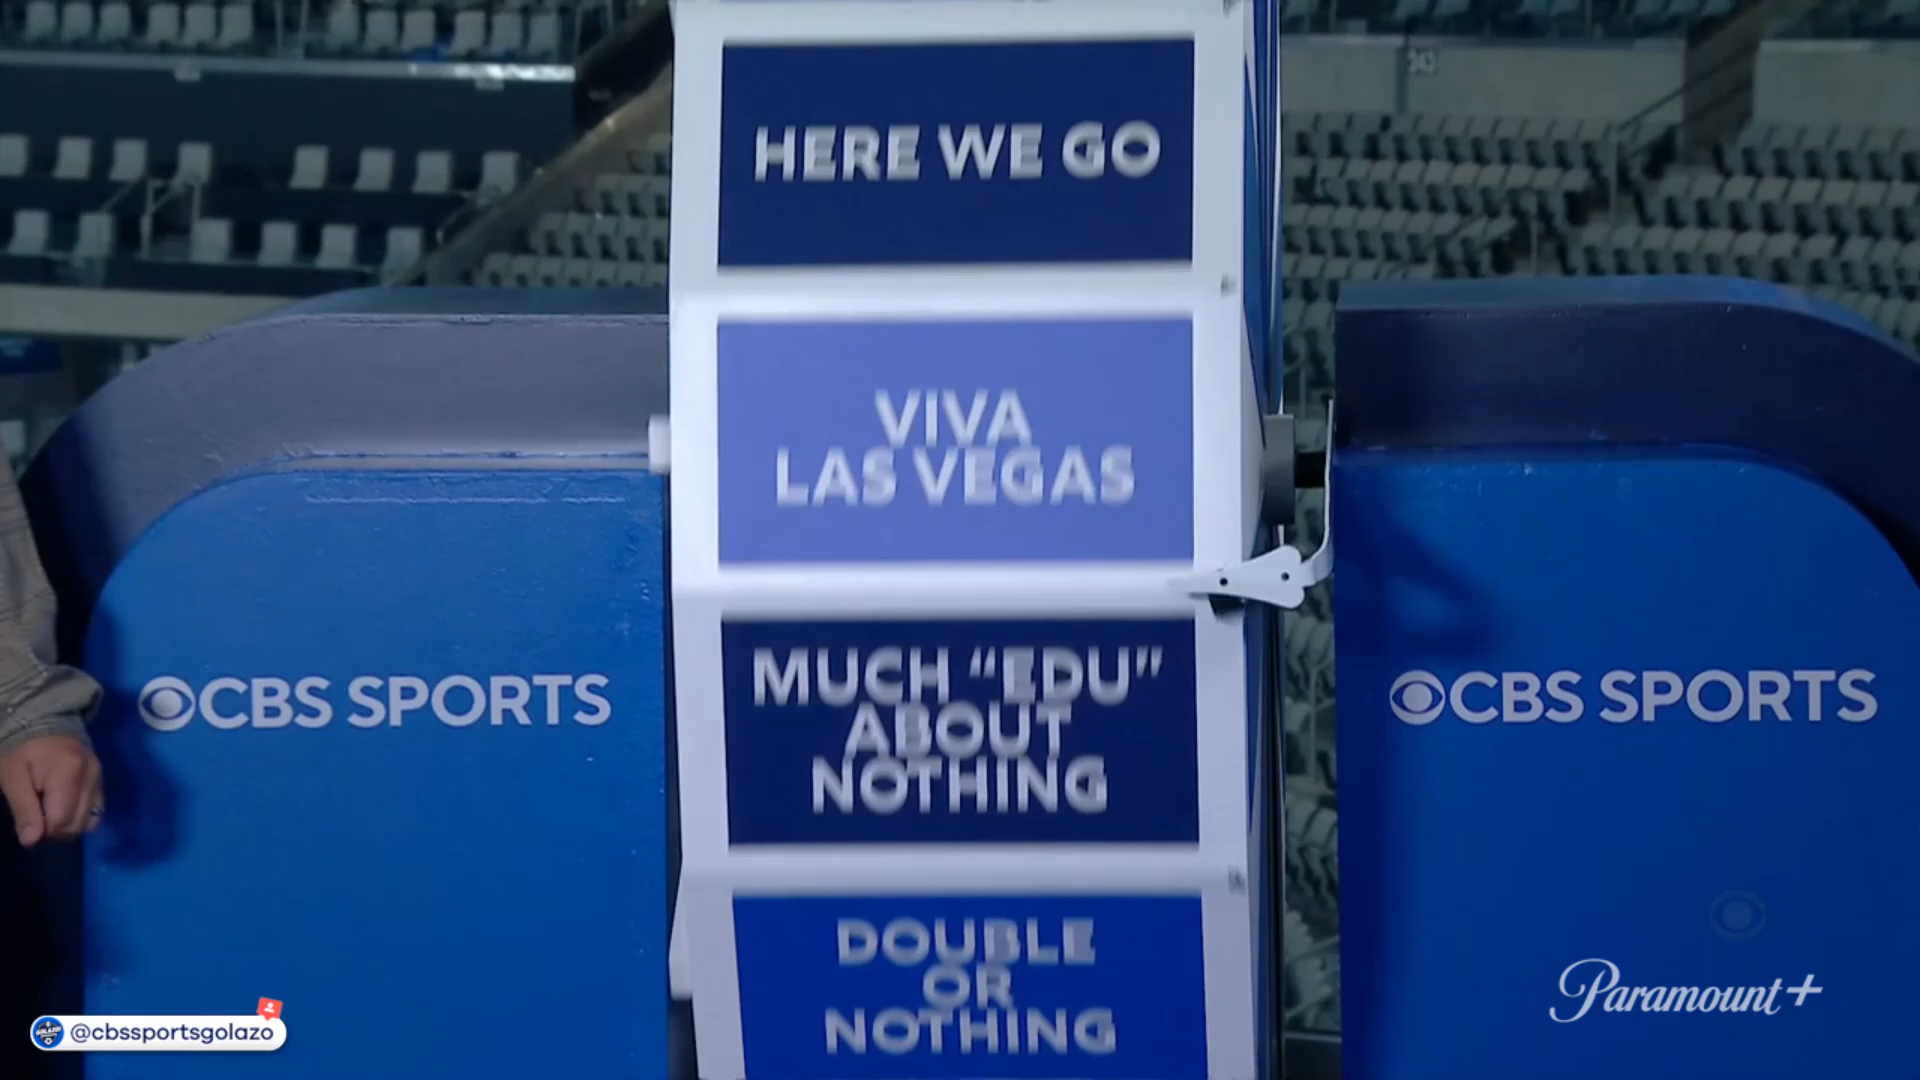 HERE WE GO
VIVA
LAS VEGAS
MUCH “EDU”
ABOUT
NOTHING
DOUBLE
OR
NOTHING
CBS SPORTS
CBS SPORTS
@cbssportsgolazo
Paramount+